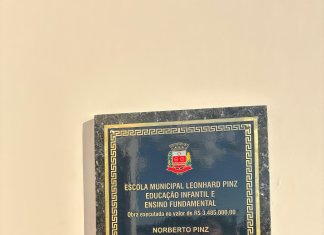 ESCOLA MUNICIPAL LEONHARD PINZ
EDUCAÇÃO INFANTIL E
ENSINO FUNDAMENTAL
Obra executada no valor de R$ 3.485.000,00
NORBERTO PINZ